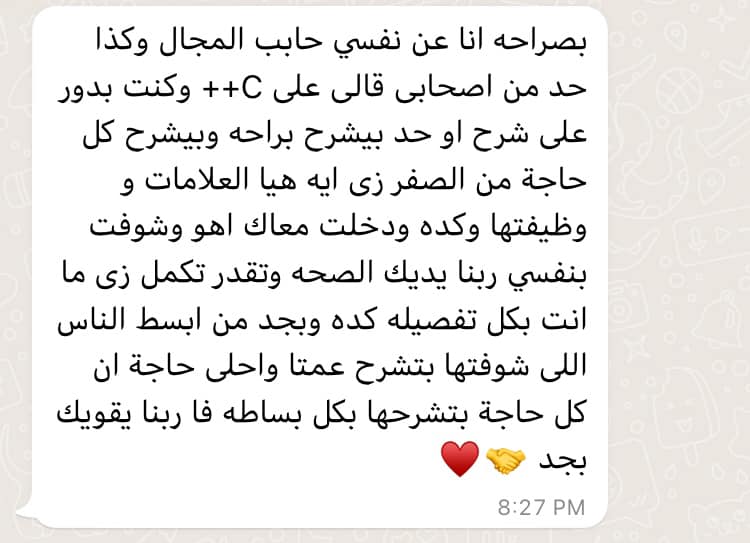 بصراحه انا عن نفسي حابب المجال وكذا
حد من اصحابى قالى على C++ وكنت بدور
على شرح او حد بيشرح براحه وبيشرح كل
حاجة من الصفر زى ايه هيا العلامات و
وظيفتها وكده ودخلت معاك اهو وشوفت
بنفسي ربنا يديك الصحه وتقدر تكمل زى ما
انت بكل تفصيله كده وبجد من ابسط الناس
اللى شوفتها بتشرح عمتا واحلى حاجة ان
كل حاجة بتشرحها بكل بساطه فا ربنا يقويك
بجد 🤝♥️
8:27 PM